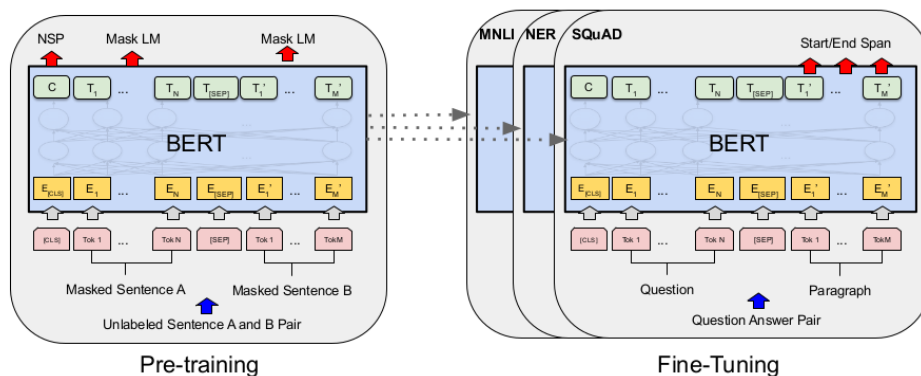 NSP Mask LM Mask LM
C T1 ... TN T[SEP] T1' ... TM'
BERT
E[CLS] E1 ... EN E[SEP] E1' ... EM'
[CLS] Tok 1 ... Tok N [SEP] Tok 1 ... TokM
Masked Sentence A Masked Sentence B
Unlabeled Sentence A and B Pair
Pre-training
MNLI NER SQuAD
Start/End Span
C T1 ... TN T[SEP] T1' ... TM'
BERT
E[CLS] E1 ... EN E[SEP] E1' ... EM'
[CLS] Tok 1 ... Tok N [SEP] Tok 1 ... TokM
Question Paragraph
Question Answer Pair
Fine-Tuning